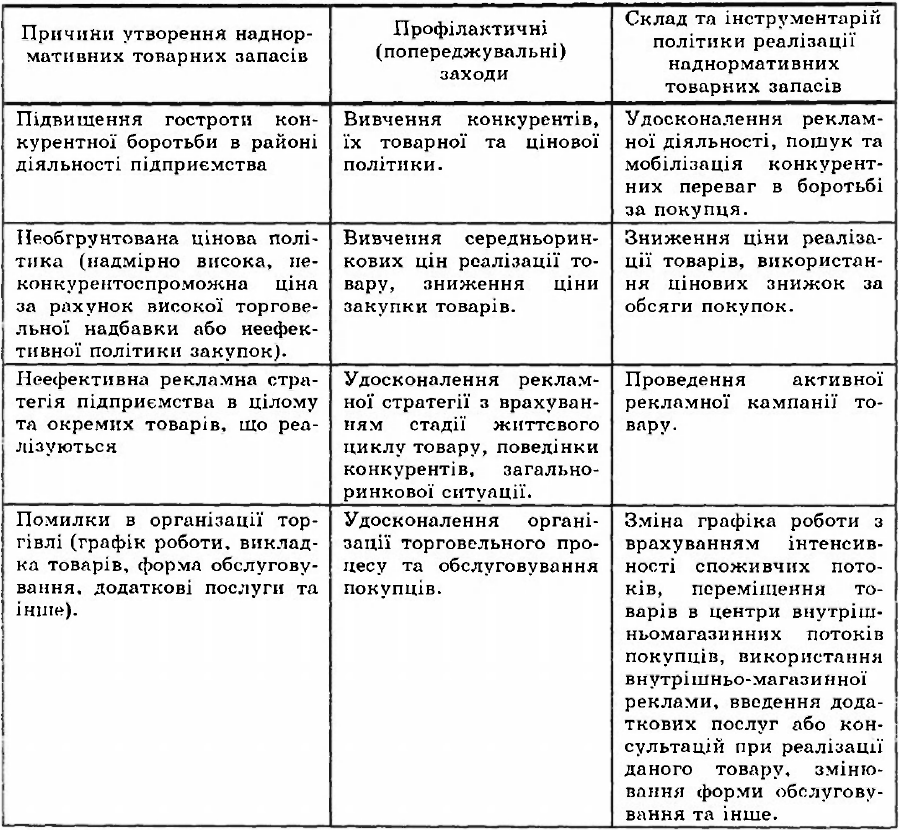 Причини утворення наднор-
мативних товарних запасів
Профілактичні
(попереджувальні)
заходи
Склад та інструментарій
політики реалізації
наднормативних
товарних запасів
Підвищення гостроти кон-
курентної боротьби в районі
діяльності підприємства
Вивчення конкурентів,
їх товарної та цінової
політики.
Удосконалення реклам-
ної діяльності, пошук та
мобілізація конкурент-
них переваг в боротьбі
за покупця.
Необгрунтована цінова полі-
тика (надмірно висока, не-
конкурентоспроможна ціна
за рахунок високої торгове-
льної надбавки або неефек-
тивної політики закупок).
Вивчення середньорин-
кових цін реалізації то-
вару, зниження ціни
закупки товарів.
Зниження ціни реаліза-
ції товарів, використан-
ня цінових знижок за
обсяги покупок.
Неефективна рекламна стра-
тегія підприємства в цілому
та окремих товарів, що реа-
лізуються
Удосконалення реклам-
ної стратегії з врахуван-
ням стадії життєвого
циклу товару, поведінки
конкурентів, загально-
ринкової ситуації.
Проведення активної
рекламної кампанії то-
вару.
Помилки в організації тор-
гівлі (графік роботи, виклад-
ка товарів, форма обслугову-
вання, додаткові послуги та
інше).
Удосконалення органі-
зації торговельного про-
цесу та обслуговування
покупців.
Зміна графіка роботи з
врахуванням інтенсив-
ності споживчих пото-
ків, переміщення то-
варів в центри внутріш-
ньомагазинних потоків
покупців, використання
внутрішньо-магазинної
реклами, введення дода-
ткових послуг або кон-
сультацій при реалізації
даного товару, зміню-
вання форми обслугову-
вання та інше.